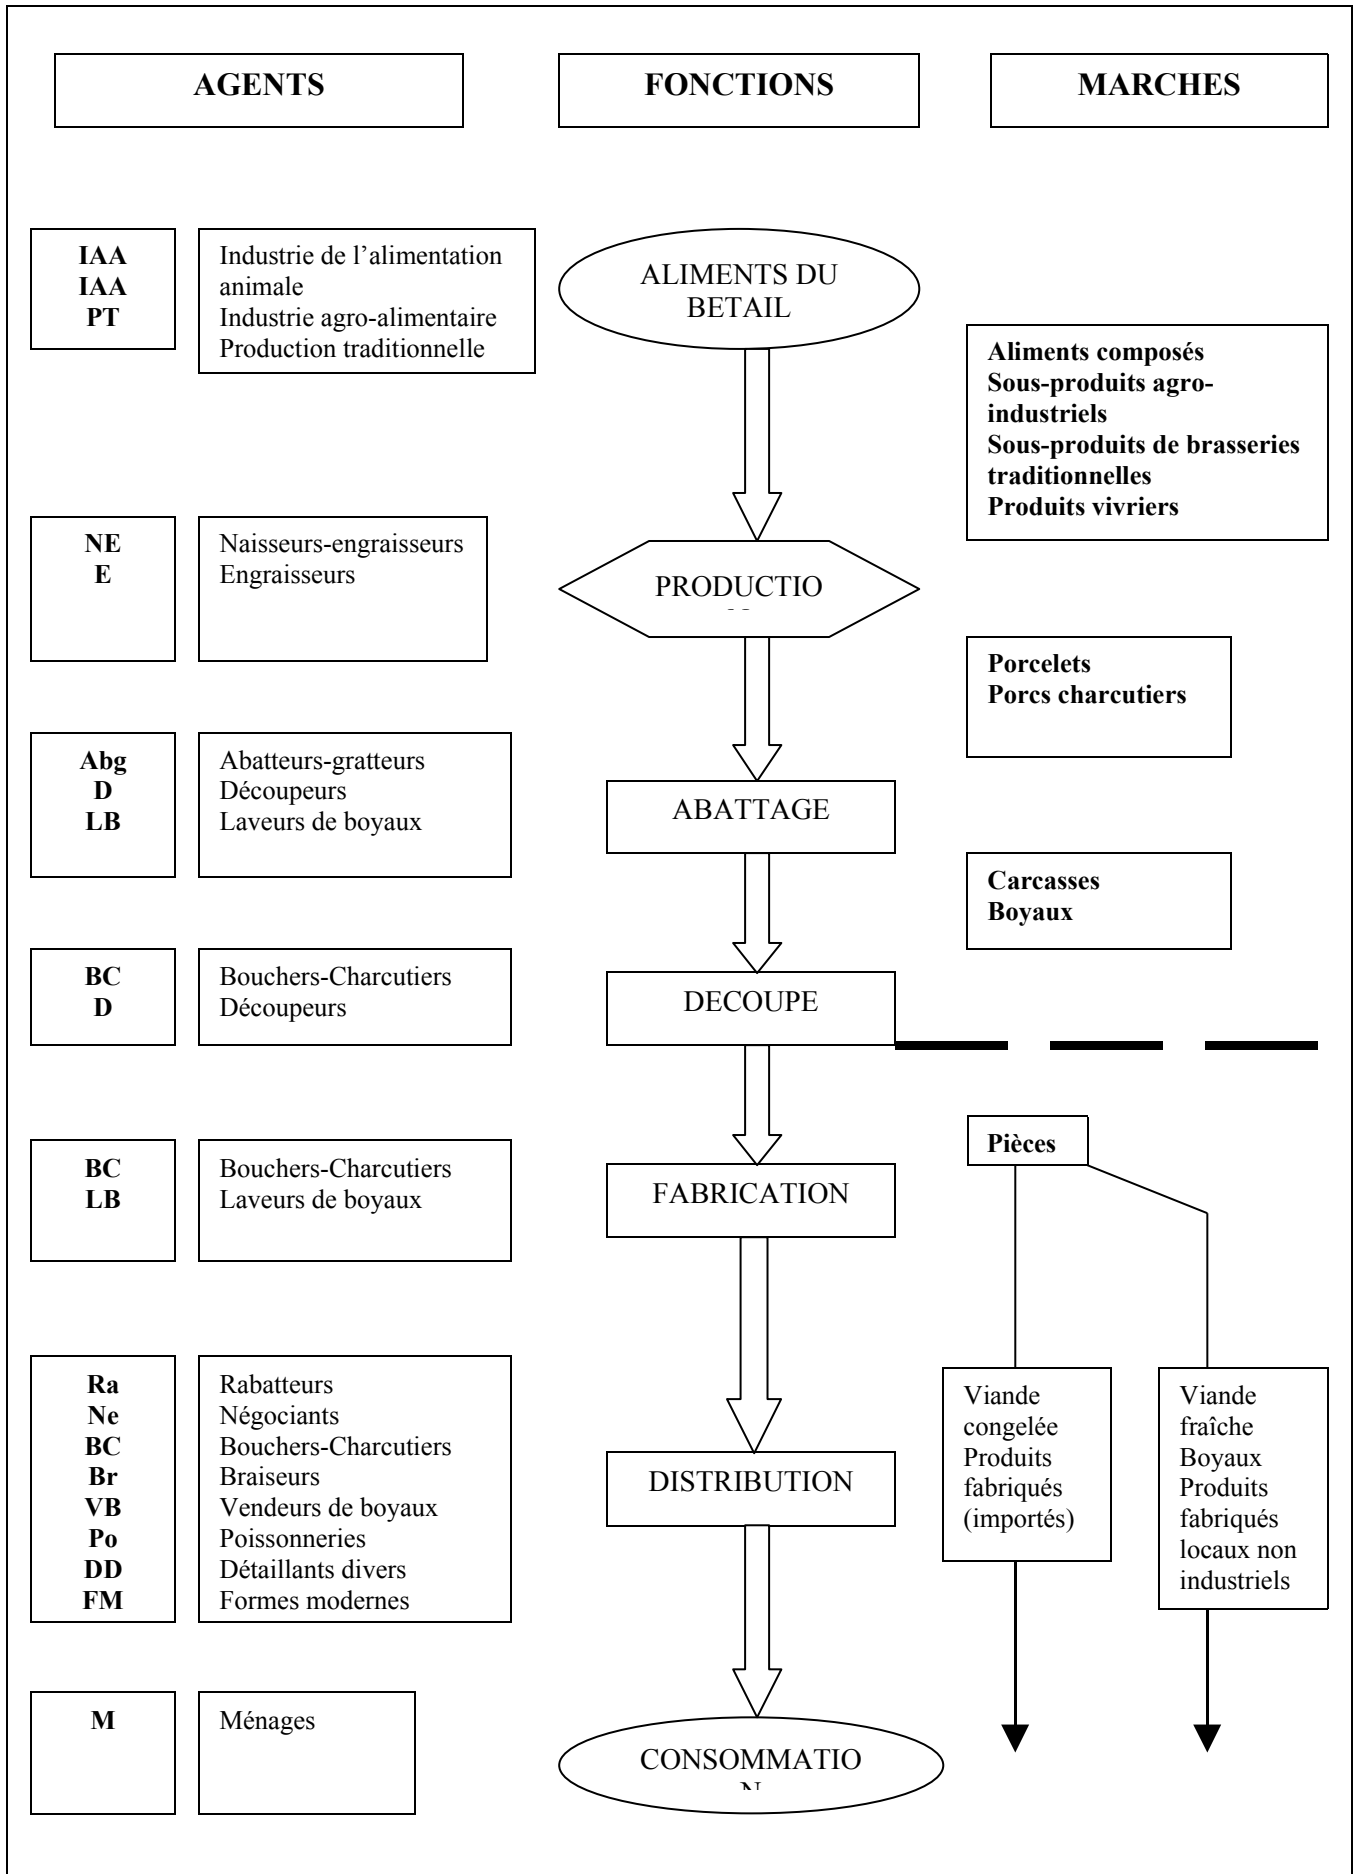 AGENTS
FONCTIONS
MARCHES
IAA
IAA
PT
Industrie de l’alimentation
animale
Industrie agro-alimentaire
Production traditionnelle
ALIMENTS DU
BETAIL
Aliments composés
Sous-produits agro-
industriels
Sous-produits de brasseries
traditionnelles
Produits vivriers
NE
E
Naisseurs-engraisseurs
Engraisseurs
PRODUCTIO
Porcelets
Porcs charcutiers
Abg
D
LB
Abatteurs-gratteurs
Découpeurs
Laveurs de boyaux
ABATTAGE
Carcasses
Boyaux
BC
D
Bouchers-Charcutiers
Découpeurs
DECOUPE
BC
LB
Bouchers-Charcutiers
Laveurs de boyaux
FABRICATION
Pièces
Ra
Ne
BC
Br
VB
Po
DD
FM
Rabatteurs
Négociants
Bouchers-Charcutiers
Braiseurs
Vendeurs de boyaux
Poissonneries
Détaillants divers
Formes modernes
DISTRIBUTION
Viande
congelée
Produits
fabriqués
(importés)
Viande
fraîche
Boyaux
Produits
fabriqués
locaux non
industriels
M
Ménages
CONSOMMATIO
N